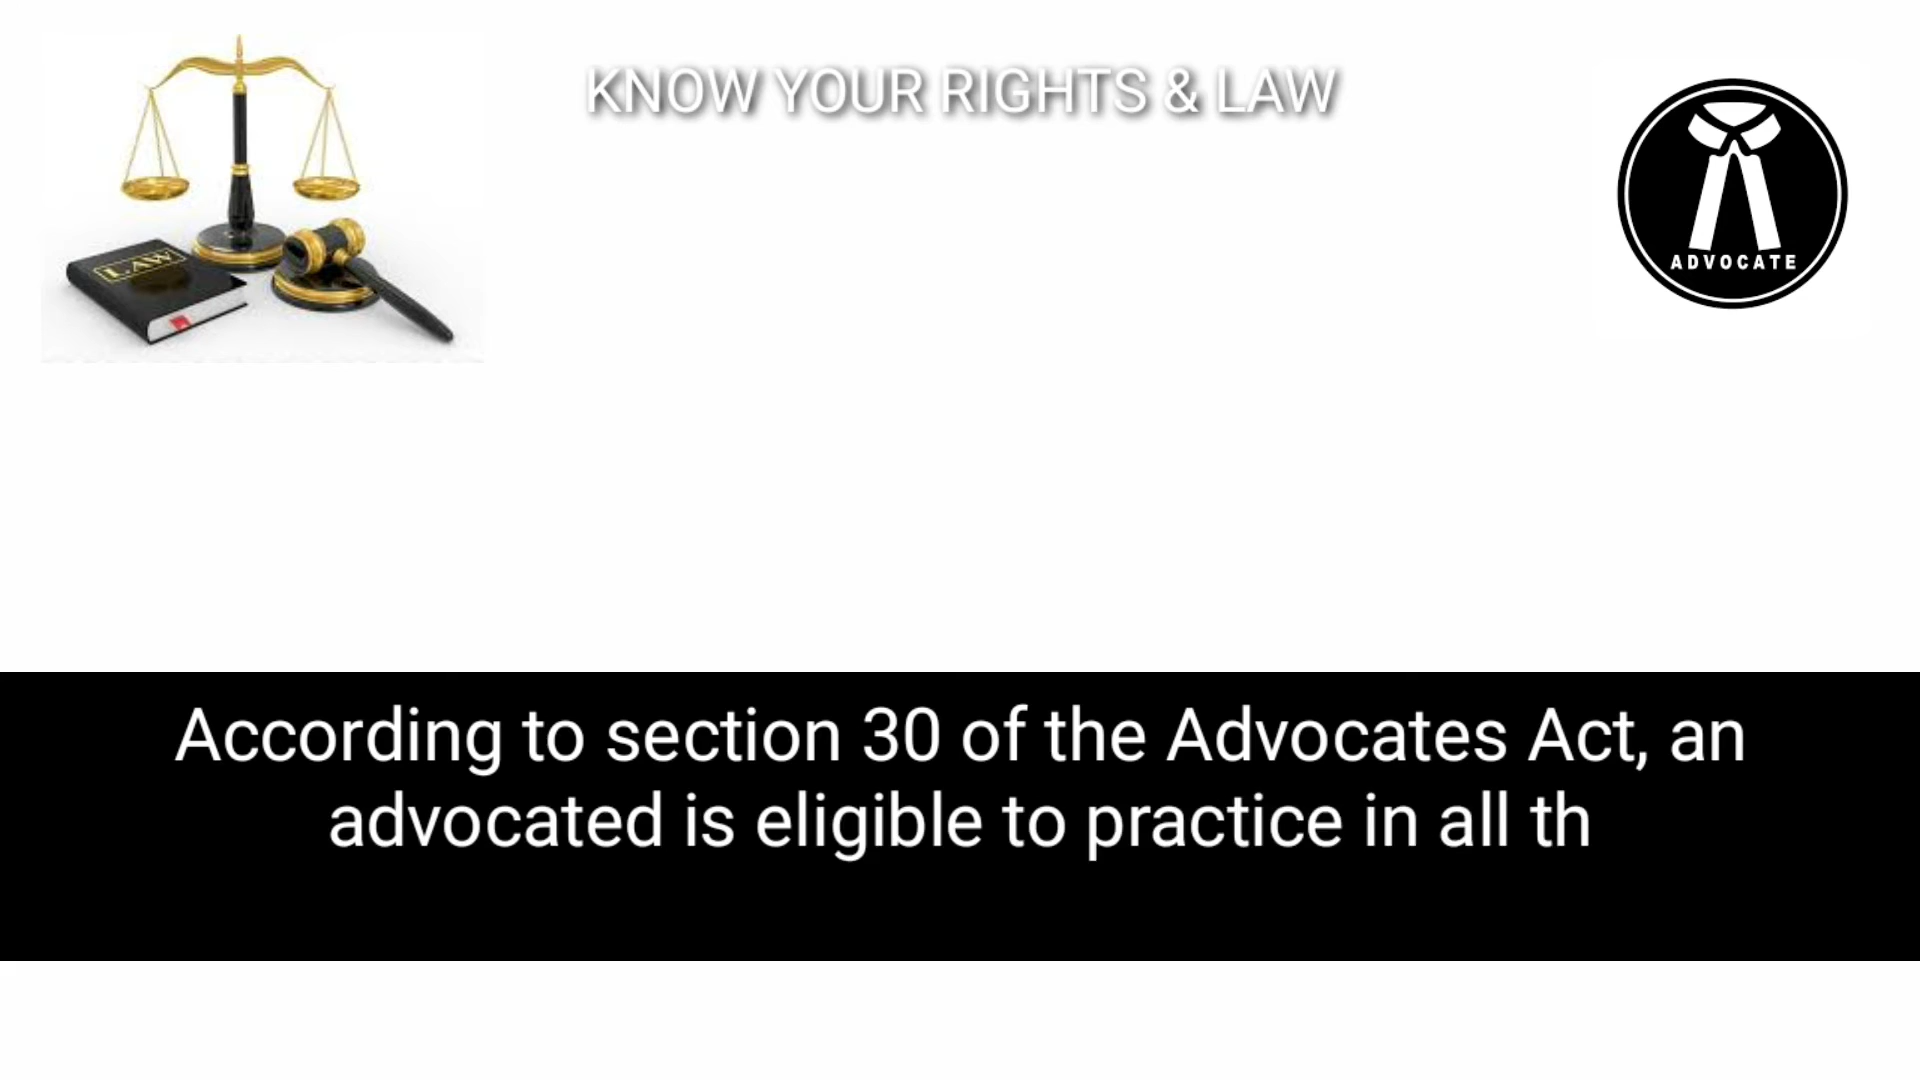 KNOW YOUR RIGHTS & LAW
LAW
ADVOCATE
According to section 30 of the Advocates Act, an
advocated is eligible to practice in all th